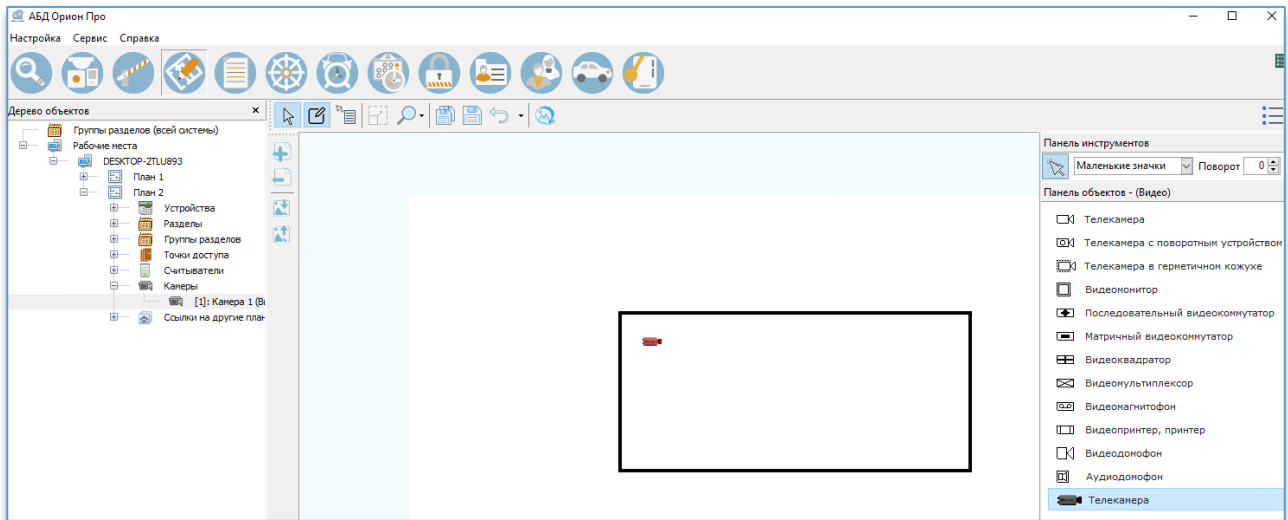 АБД Орион Про
Настройка Сервис Справка
Дерево объектов
Группы разделов (всей системы)
Рабочие места
DESKTOP-2TLU893
План 1
План 2
Устройства
Разделы
Группы разделов
Точки доступа
Считыватели
Камеры
[1]: Камера 1 (Ви
Ссылки на другие план
Панель инструментов
Маленькие значки Поворот 0
Панель объектов - (Видео)
Телекамера
Телекамера с поворотным устройством
Телекамера в герметичном кожухе
Видеомонитор
Последовательный видеокоммутатор
Матричный видеокоммутатор
Видеоквадратор
Видеомультиплексор
Видеомагнитофон
Видеопринтер, принтер
Видеодомофон
Аудиодомофон
Телекамера